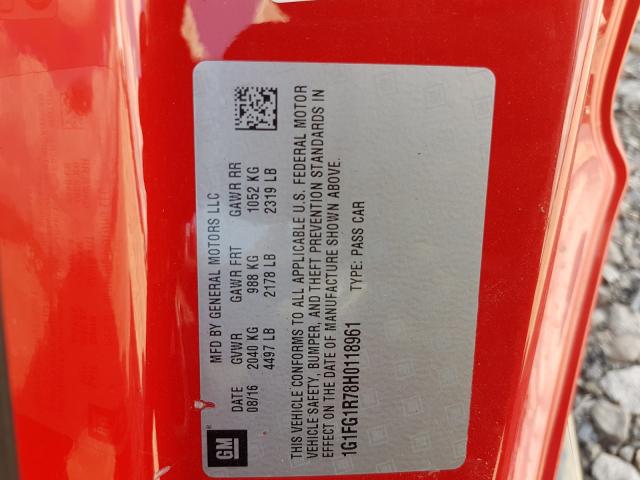 GM
MFD BY GENERAL MOTORS LLC
DATE GVWR GAWR FRT GAWR RR
08/16 2040 KG 988 KG 1052 KG
4497 LB 2178 LB 2319 LB
THIS VEHICLE CONFORMS TO ALL APPLICABLE U.S. FEDERAL MOTOR
VEHICLE SAFETY, BUMPER, AND THEFT PREVENTION STANDARDS IN
EFFECT ON THE DATE OF MANUFACTURE SHOWN ABOVE.
1G1FG1R78H0118961 TYPE: PASS CAR